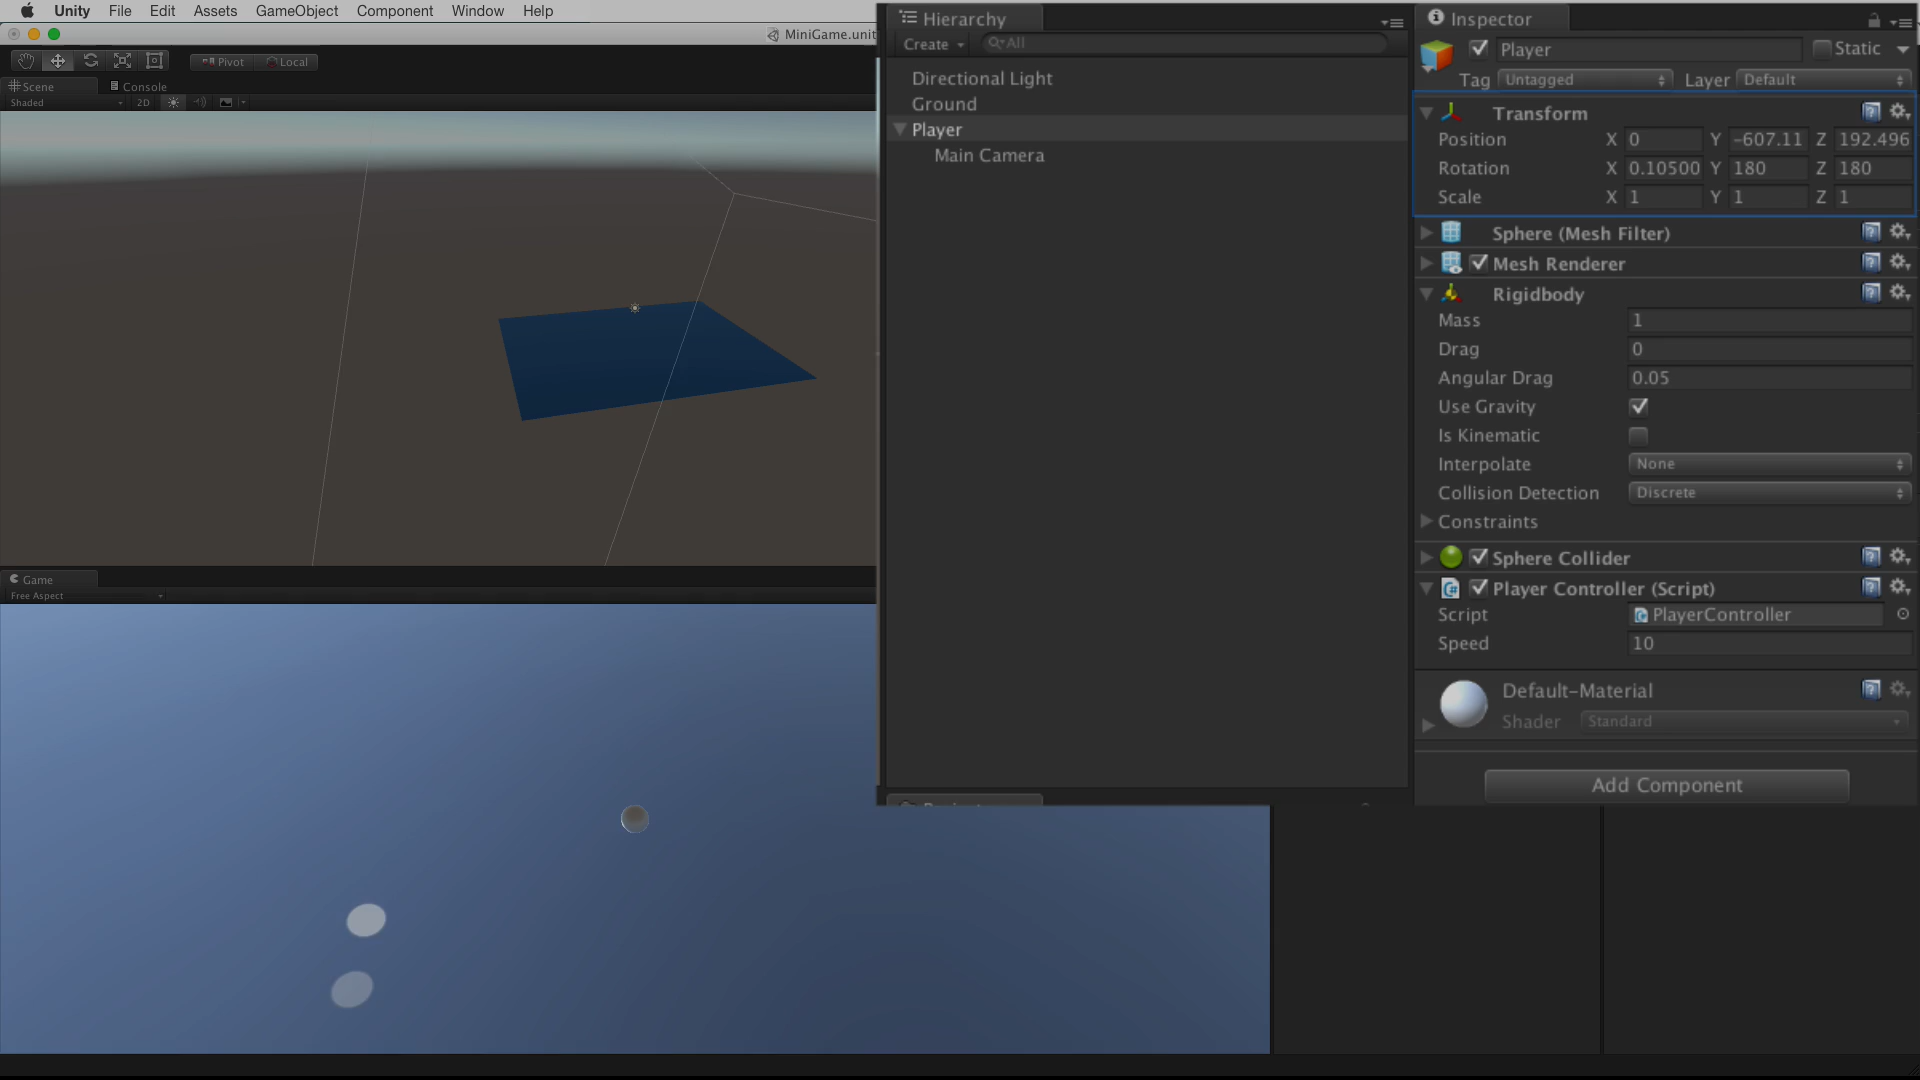 Unity File Edit Assets GameObject Component Window Help
MiniGame.unit
Pivot Local
Scene Console
Shaded 2D
Game
Free Aspect
Hierarchy
Create All
Directional Light
Ground
Player
Main Camera
Inspector
Player Static
Tag Untagged Layer Default
Transform
Position X 0 Y -607.11 Z 192.496
Rotation X 0.10500 Y 180 Z 180
Scale X 1 Y 1 Z 1
Sphere (Mesh Filter)
Mesh Renderer
Rigidbody
Mass 1
Drag 0
Angular Drag 0.05
Use Gravity
Is Kinematic
Interpolate None
Collision Detection Discrete
Constraints
Sphere Collider
Player Controller (Script)
Script PlayerController
Speed 10
Default-Material
Shader Standard
Add Component